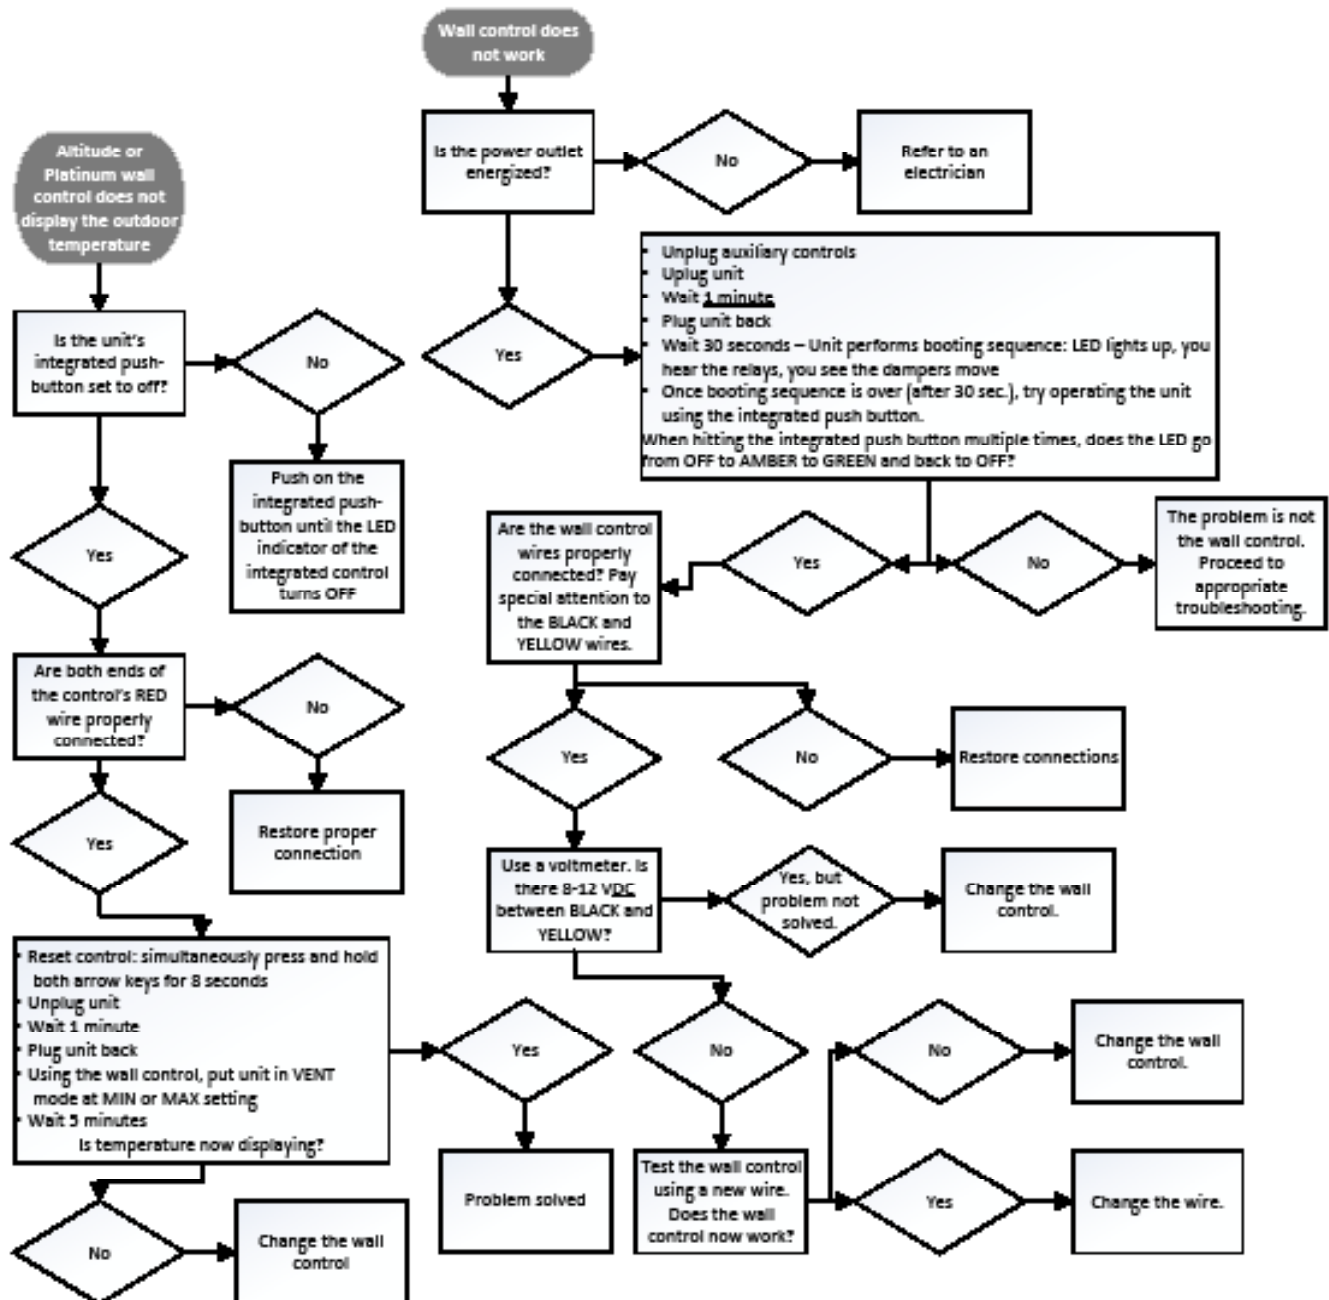 Wall control does
not work
Is the power outlet
energized?
No
Refer to an
electrician
Yes
• Unplug auxiliary controls
• Uplug unit
• Wait 1 minute
• Plug unit back
• Wait 30 seconds – Unit performs booting sequence: LED lights up, you
hear the relays, you see the dampers move
• Once booting sequence is over (after 30 sec.), try operating the unit
using the integrated push button.
When hitting the integrated push button multiple times, does the LED go
from OFF to AMBER to GREEN and back to OFF?
Yes
No
The problem is not
the wall control.
Proceed to
appropriate
troubleshooting.
Are the wall control
wires properly
connected? Pay
special attention to
the BLACK and
YELLOW wires.
Yes
No
Restore connections
Use a voltmeter. Is
there 8-12 VDC
between BLACK and
YELLOW?
Yes, but
problem not
solved.
Change the wall
control.
No
Test the wall control
using a new wire.
Does the wall
control now work?
No
Change the wall
control.
Yes
Change the wire.
Altitude or
Platinum wall
control does not
display the outdoor
temperature
Is the unit's
integrated push-
button set to off?
No
Push on the
integrated push-
button until the LED
indicator of the
integrated control
turns OFF
Yes
Are both ends of
the control's RED
wire properly
connected?
No
Restore proper
connection
Yes
• Reset control: simultaneously press and hold
both arrow keys for 8 seconds
• Unplug unit
• Wait 1 minute
• Plug unit back
• Using the wall control, put unit in VENT
mode at MIN or MAX setting
• Wait 5 minutes
Is temperature now displaying?
Yes
Problem solved
No
Change the wall
control